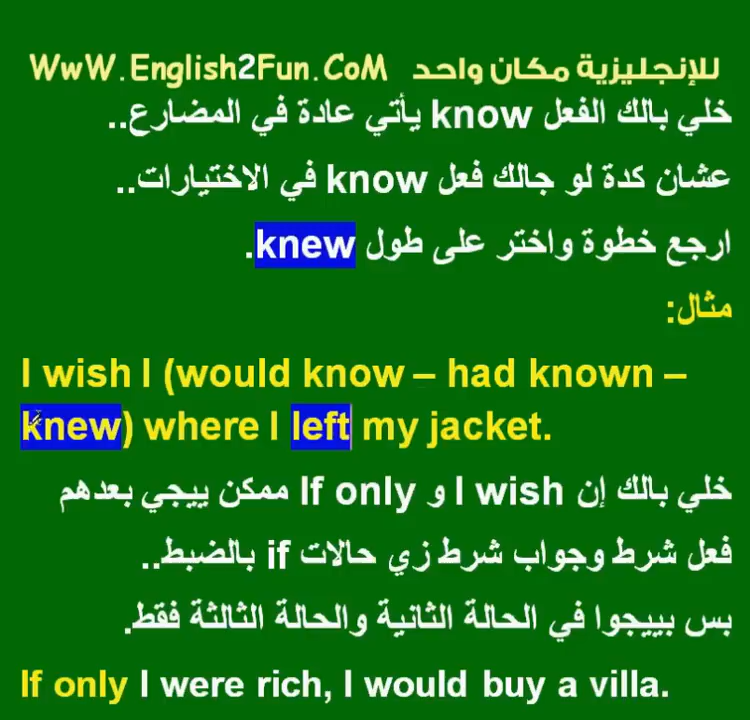 للإنجليزية مكان واحد WwW.English2Fun.CoM
خلي بالك الفعل know يأتي عادة في المضارع..
عشان كدة لو جالك فعل know في الاختيارات..
ارجع خطوة واختر على طول knew.
مثال:
I wish I (would know – had known –
knew) where I left my jacket.
خلي بالك إن I wish و If only ممكن ييجي بعدهم
فعل شرط وجواب شرط زي حالات if بالضبط..
بس بييجوا في الحالة الثانية والحالة الثالثة فقط.
If only I were rich, I would buy a villa.